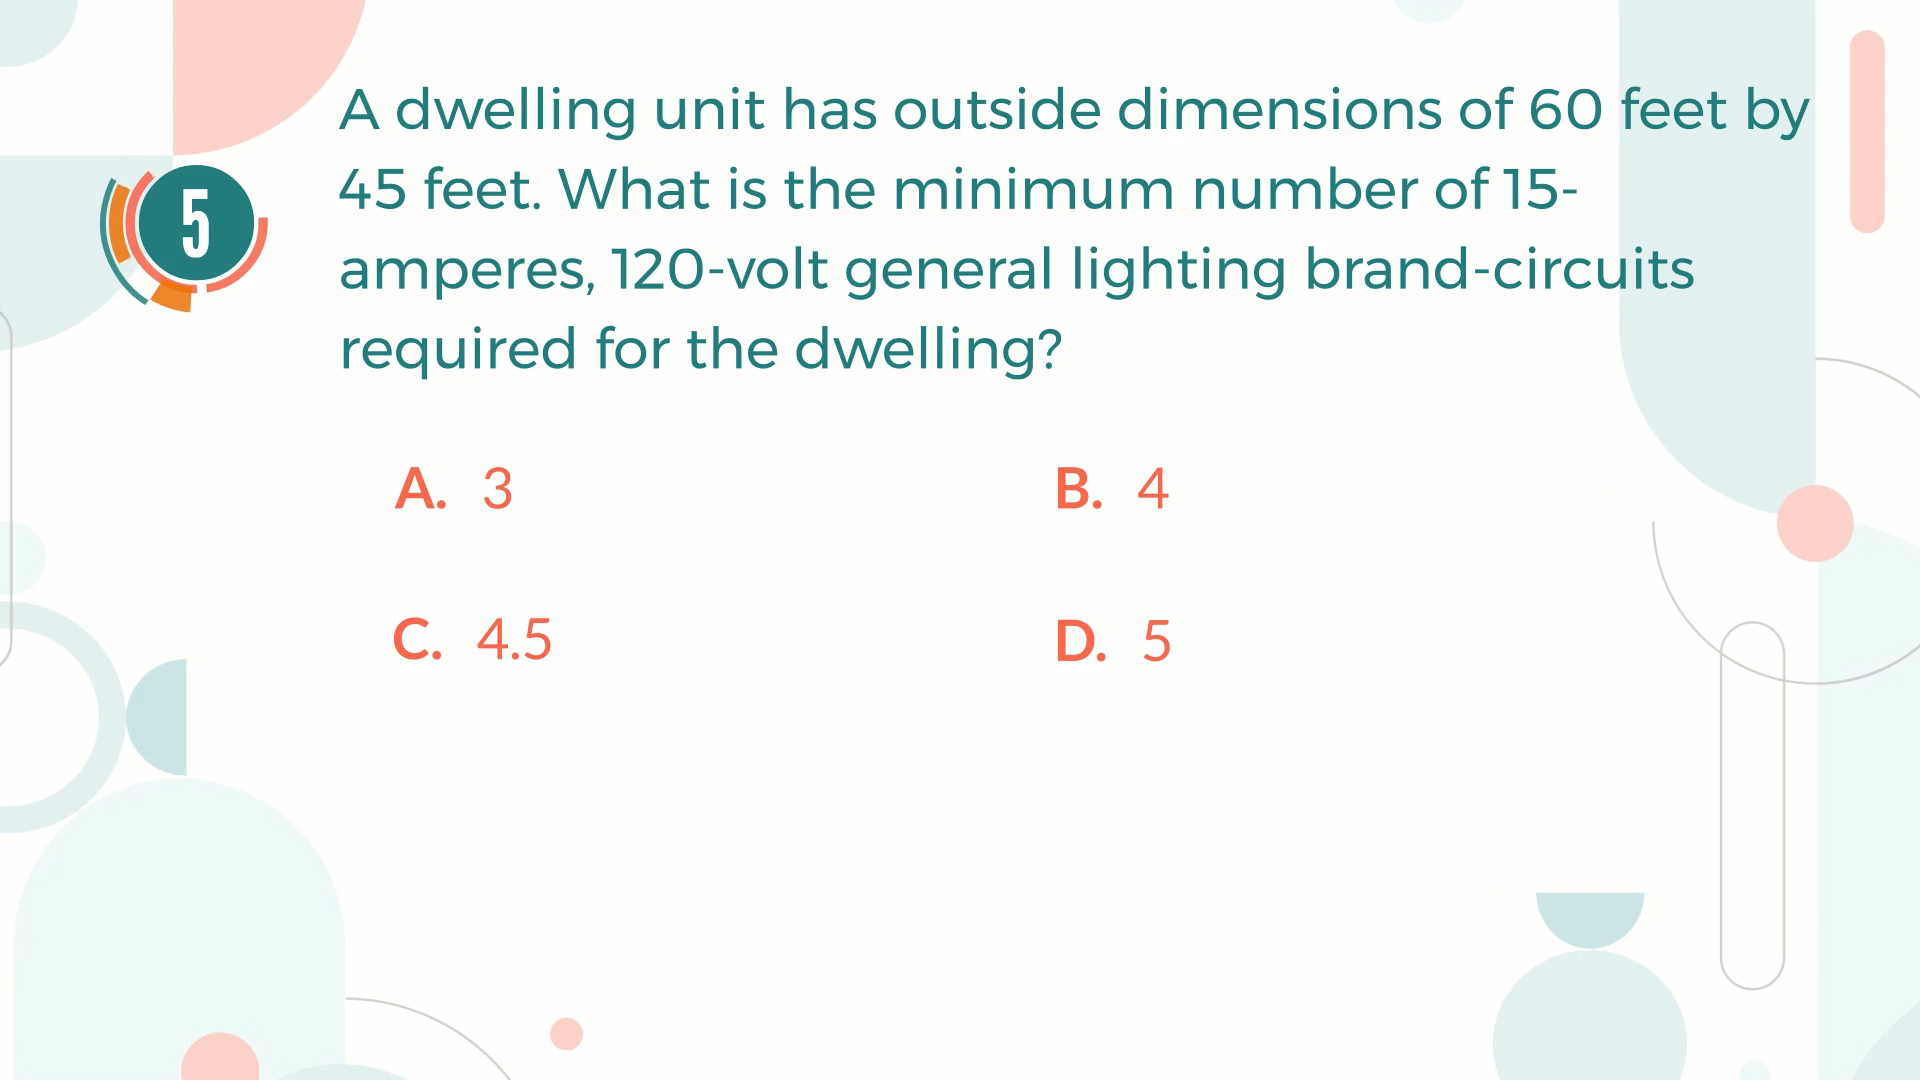 5
A dwelling unit has outside dimensions of 60 feet by
45 feet. What is the minimum number of 15-
amperes, 120-volt general lighting brand-circuits
required for the dwelling?
A. 3
B. 4
C. 4.5
D. 5